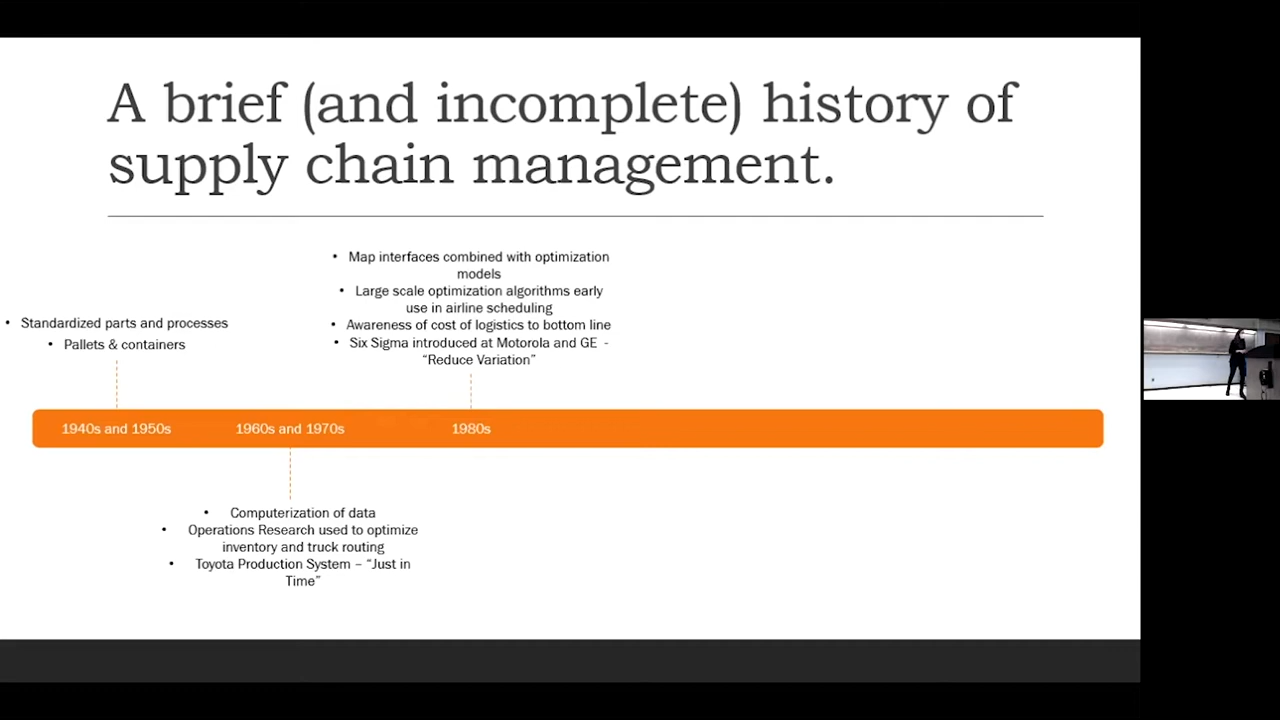 A brief (and incomplete) history of
supply chain management.
• Map interfaces combined with optimization
models
• Large scale optimization algorithms early
use in airline scheduling
• Awareness of cost of logistics to bottom line
• Six Sigma introduced at Motorola and GE -
“Reduce Variation”
• Standardized parts and processes
• Pallets & containers
1940s and 1950s
1960s and 1970s
1980s
• Computerization of data
• Operations Research used to optimize
inventory and truck routing
• Toyota Production System – “Just in
Time”